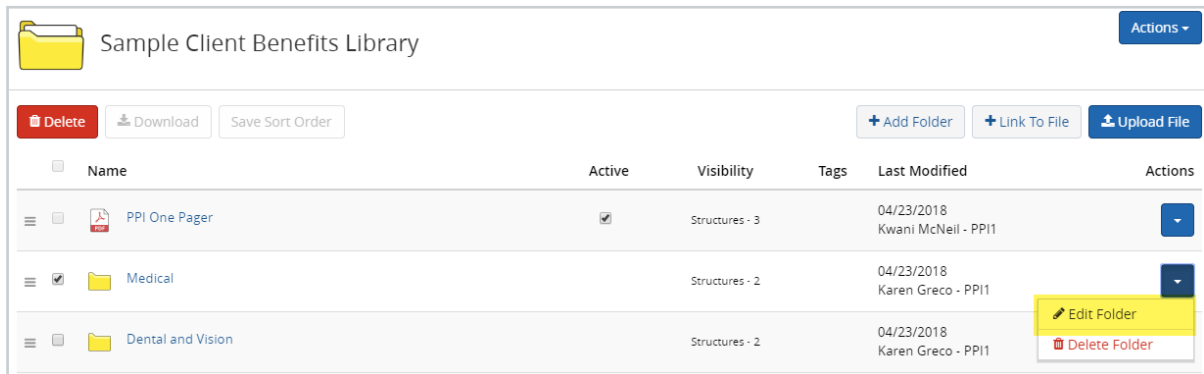 Sample Client Benefits Library
Actions
Delete
Download
Save Sort Order
Add Folder
Link To File
Upload File
Name Active Visibility Tags Last Modified Actions
PDF
PPI One Pager Structures - 3 04/23/2018
Kwani McNeil - PPI1
Medical Structures - 2 04/23/2018
Karen Greco - PPI1
Edit Folder
Delete Folder
Dental and Vision Structures - 2 04/23/2018
Karen Greco - PPI1